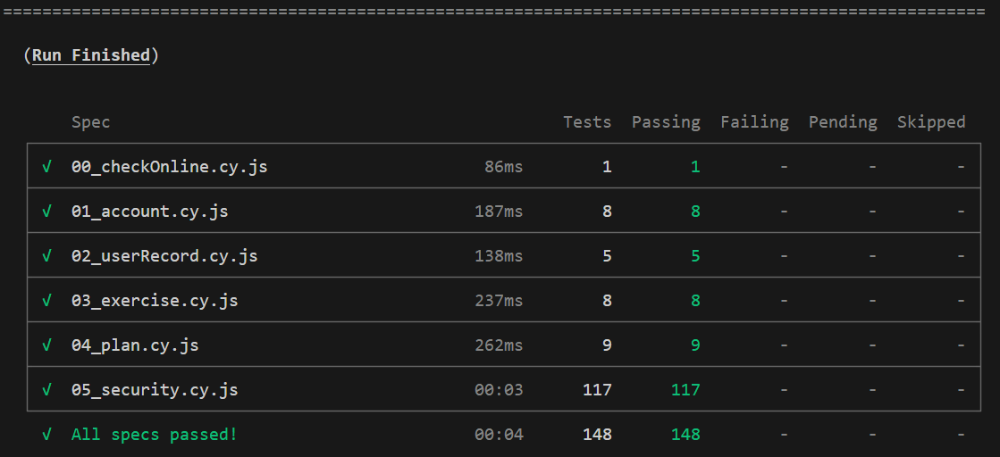 ====================================================================================================
(Run Finished)
Spec Tests Passing Failing Pending Skipped
√ 00_checkOnline.cy.js 86ms 1 1 - - -
√ 01_account.cy.js 187ms 8 8 - - -
√ 02_userRecord.cy.js 138ms 5 5 - - -
√ 03_exercise.cy.js 237ms 8 8 - - -
√ 04_plan.cy.js 262ms 9 9 - - -
√ 05_security.cy.js 00:03 117 117 - - -
√ All specs passed! 00:04 148 148 - - -